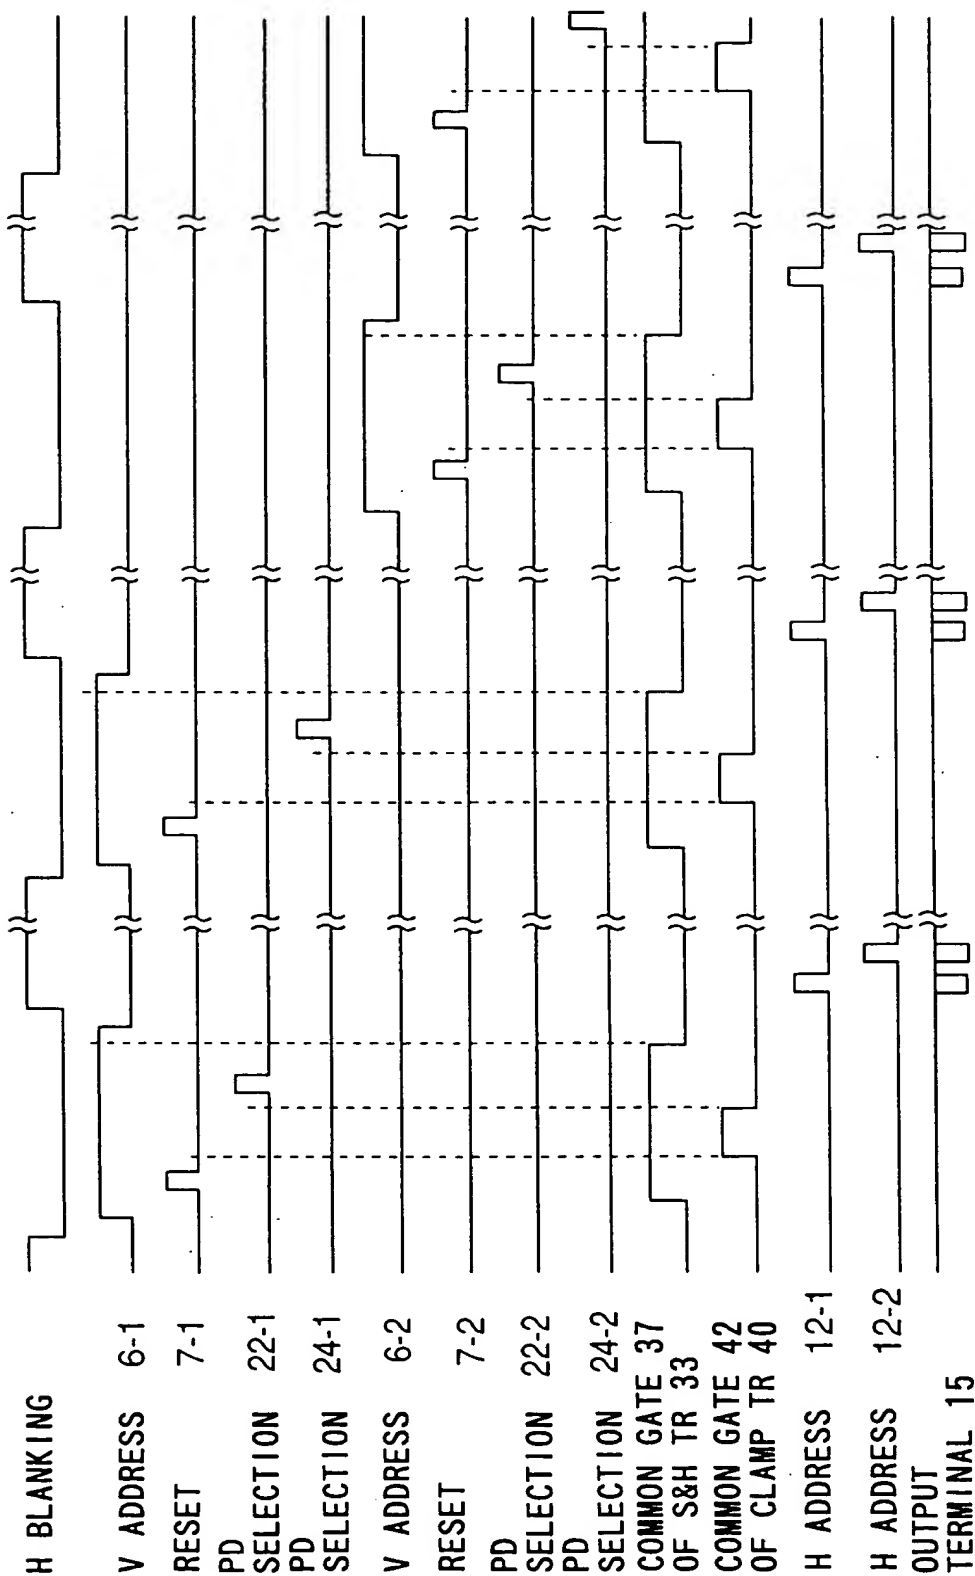 H BLANKING
V ADDRESS 6-1
RESET 7-1
PD
SELECTION 22-1
PD
SELECTION 24-1
V ADDRESS 6-2
RESET 7-2
PD
SELECTION 22-2
PD
SELECTION 24-2
COMMON GATE 37
OF S&H TR 33
COMMON GATE 42
OF CLAMP TR 40
H ADDRESS 12-1
H ADDRESS 12-2
OUTPUT
TERMINAL 15